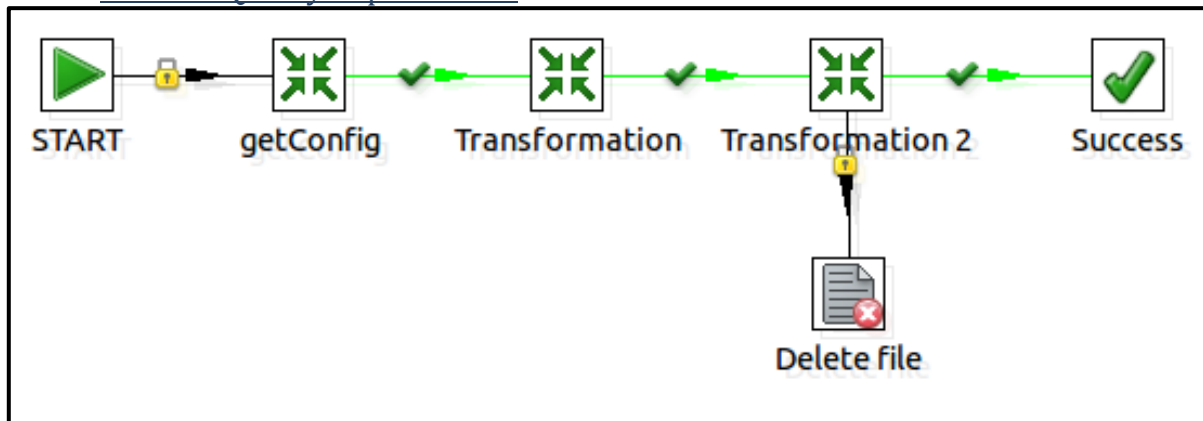 START
getConfig
Transformation
Transformation 2
Success
Delete file